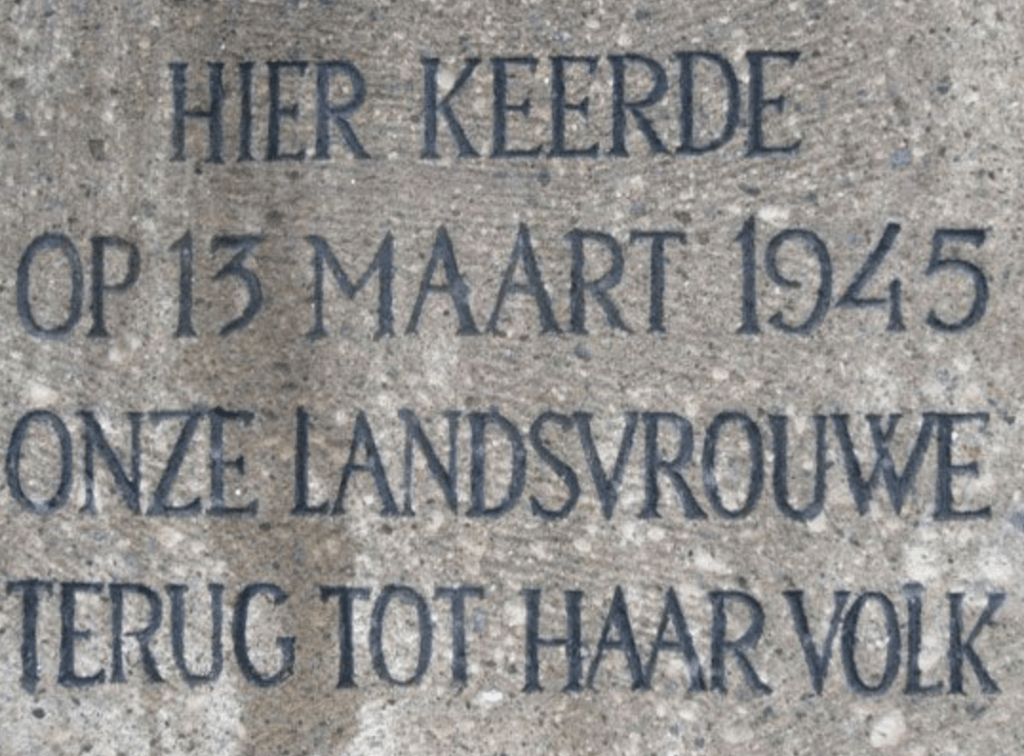 HIER KEERDE
OP 13 MAART 1945
ONZE LANDSVROUWE
TERUG TOT HAAR VOLK